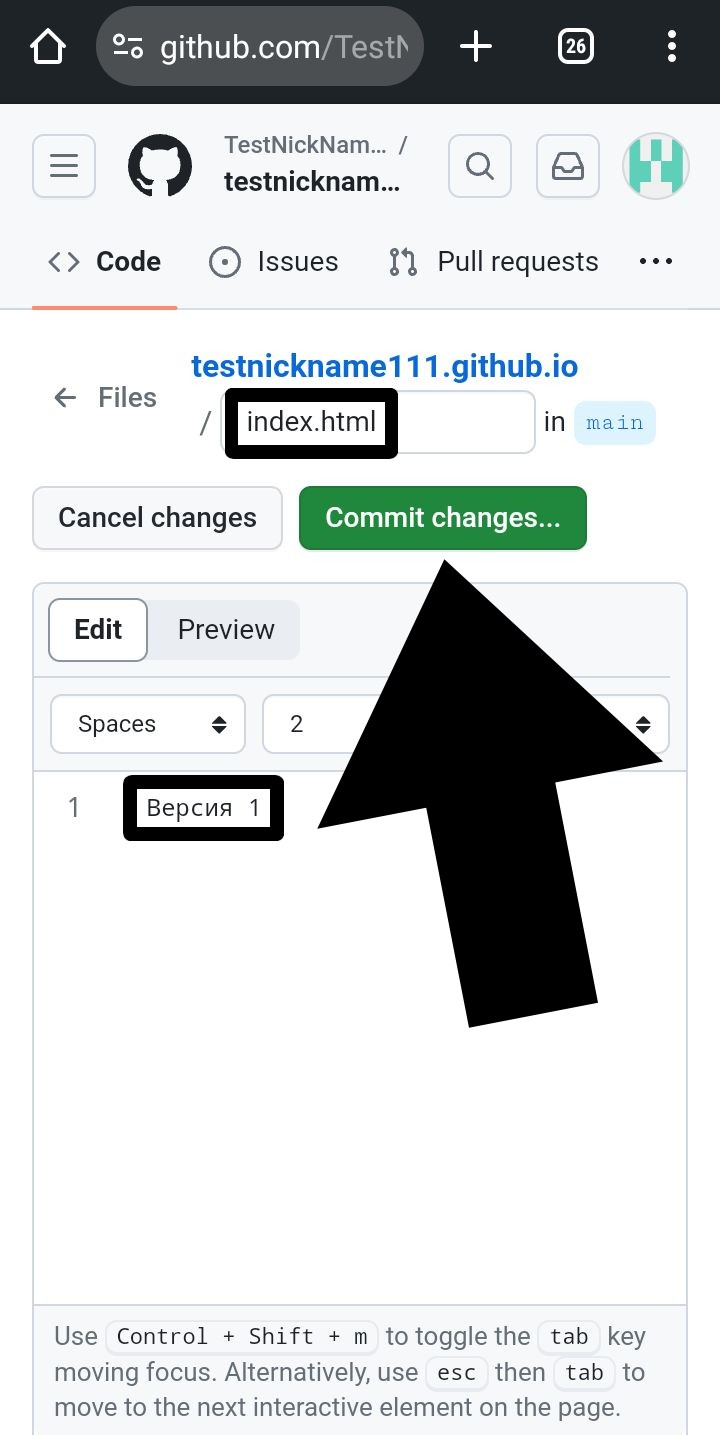 github.com/TestN
26
TestNickNam... /
testnicknam...
Code
Issues
Pull requests
Files
testnickname111.github.io
/ index.html in main
Cancel changes
Commit changes...
Edit
Preview
Spaces
2
1 Версия 1
Use Control + Shift + m to toggle the tab key
moving focus. Alternatively, use esc then tab to
move to the next interactive element on the page.